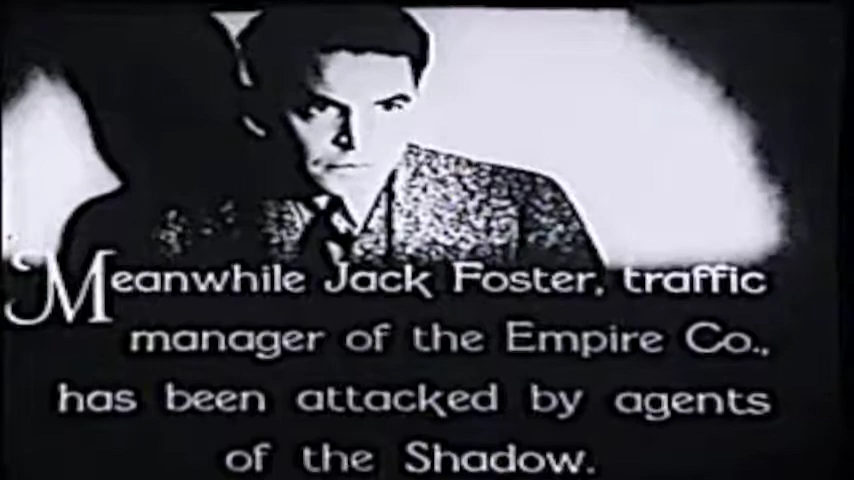 Meanwhile Jack Foster, traffic
manager of the Empire Co.,
has been attacked by agents
of the Shadow.